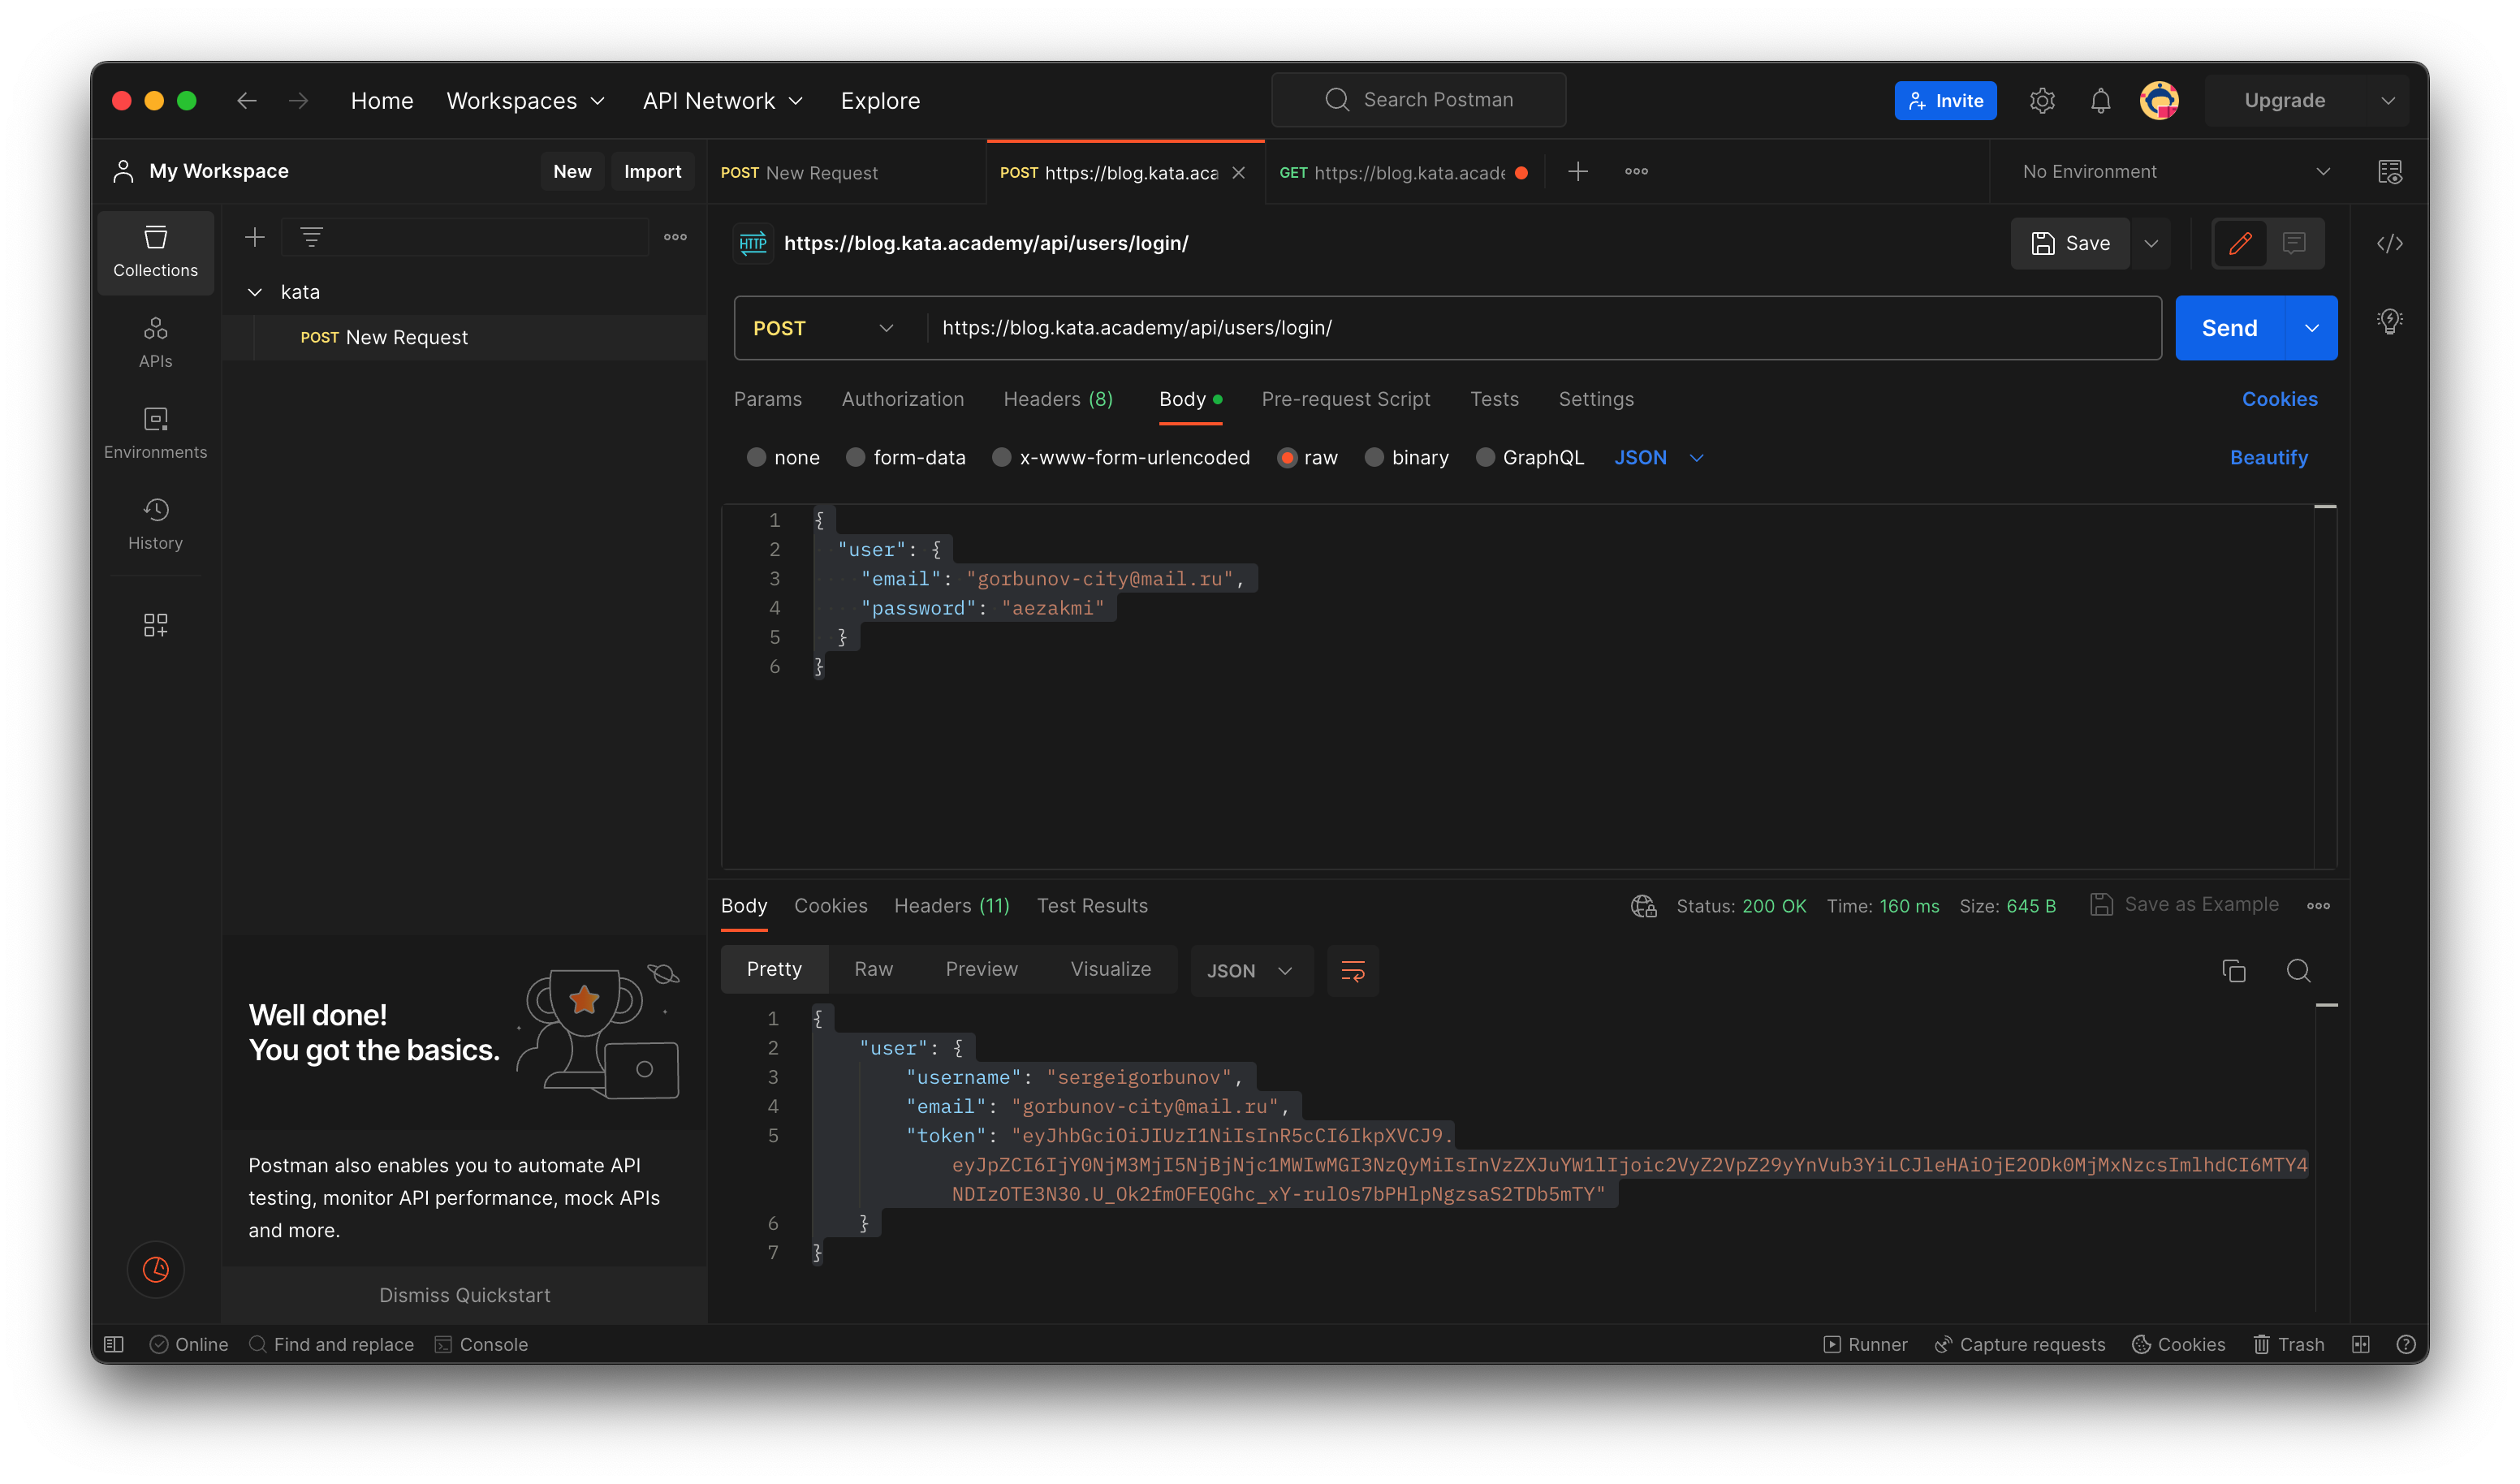 Home Workspaces API Network Explore
Search Postman
Invite
Upgrade
My Workspace
New Import
POST New Request
POST https://blog.kata.aca
GET https://blog.kata.acade
No Environment
Collections
APIs
Environments
History
kata
POST New Request
HTTP https://blog.kata.academy/api/users/login/
Save
POST https://blog.kata.academy/api/users/login/
Send
Params Authorization Headers (8) Body Pre-request Script Tests Settings
Cookies
none form-data x-www-form-urlencoded raw binary GraphQL JSON
Beautify
1 {
2 "user": {
3 "email": "gorbunov-city@mail.ru",
4 "password": "aezakmi"
5 }
6 }
Body Cookies Headers (11) Test Results
Status: 200 OK Time: 160 ms Size: 645 B
Save as Example
Pretty Raw Preview Visualize JSON
1 {
2 "user": {
3 "username": "sergeigorbunov",
4 "email": "gorbunov-city@mail.ru",
5 "token": "eyJhbGciOiJIUzI1NiIsInR5cCI6IkpXVCJ9.
eyJpZCI6IjY0NjM3MjI5NjBjNjc1MWIwMGI3NzQyMiIsInVzZXJuYW1lIjoic2VyZ2VpZ29yYnVub3YiLCJleHAiOjE2ODk0MjMxNzcsImlhdCI6MTY4
NDIzOTE3N30.U_Ok2fmOFEQGhc_xY-rulOs7bPHlpNgzsaS2TDb5mTY"
6 }
7 }
Well done!
You got the basics.
Postman also enables you to automate API
testing, monitor API performance, mock APIs
and more.
Dismiss Quickstart
Online Find and replace Console
Runner Capture requests Cookies Trash